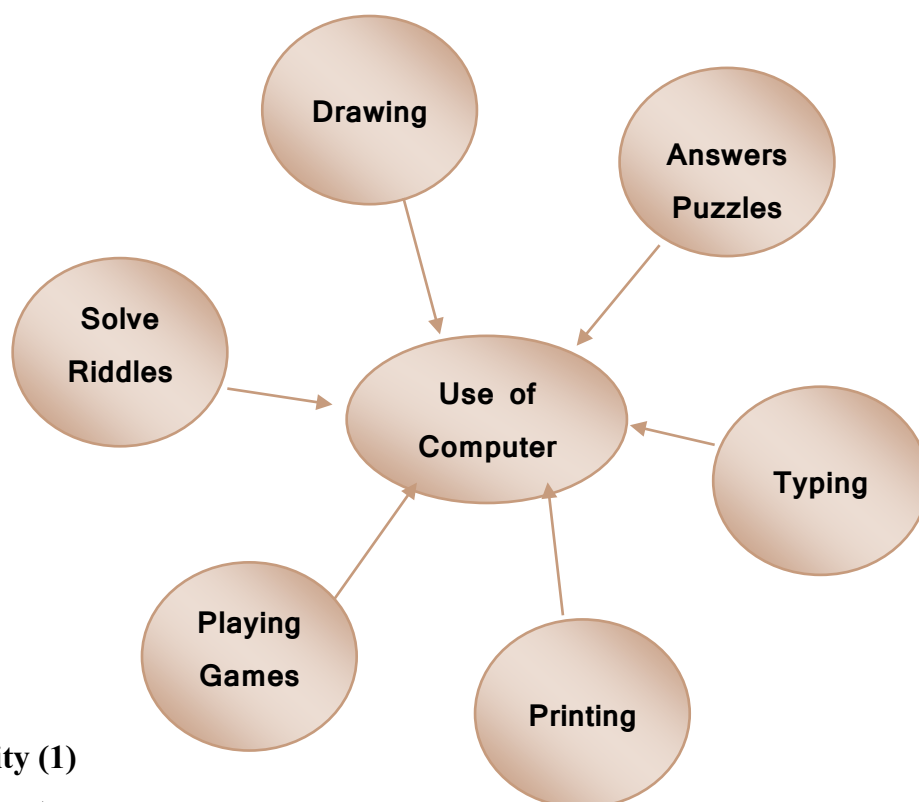 Drawing
Answers
Puzzles
Solve
Riddles
Use of
Computer
Typing
Playing
Games
Printing
ity (1)